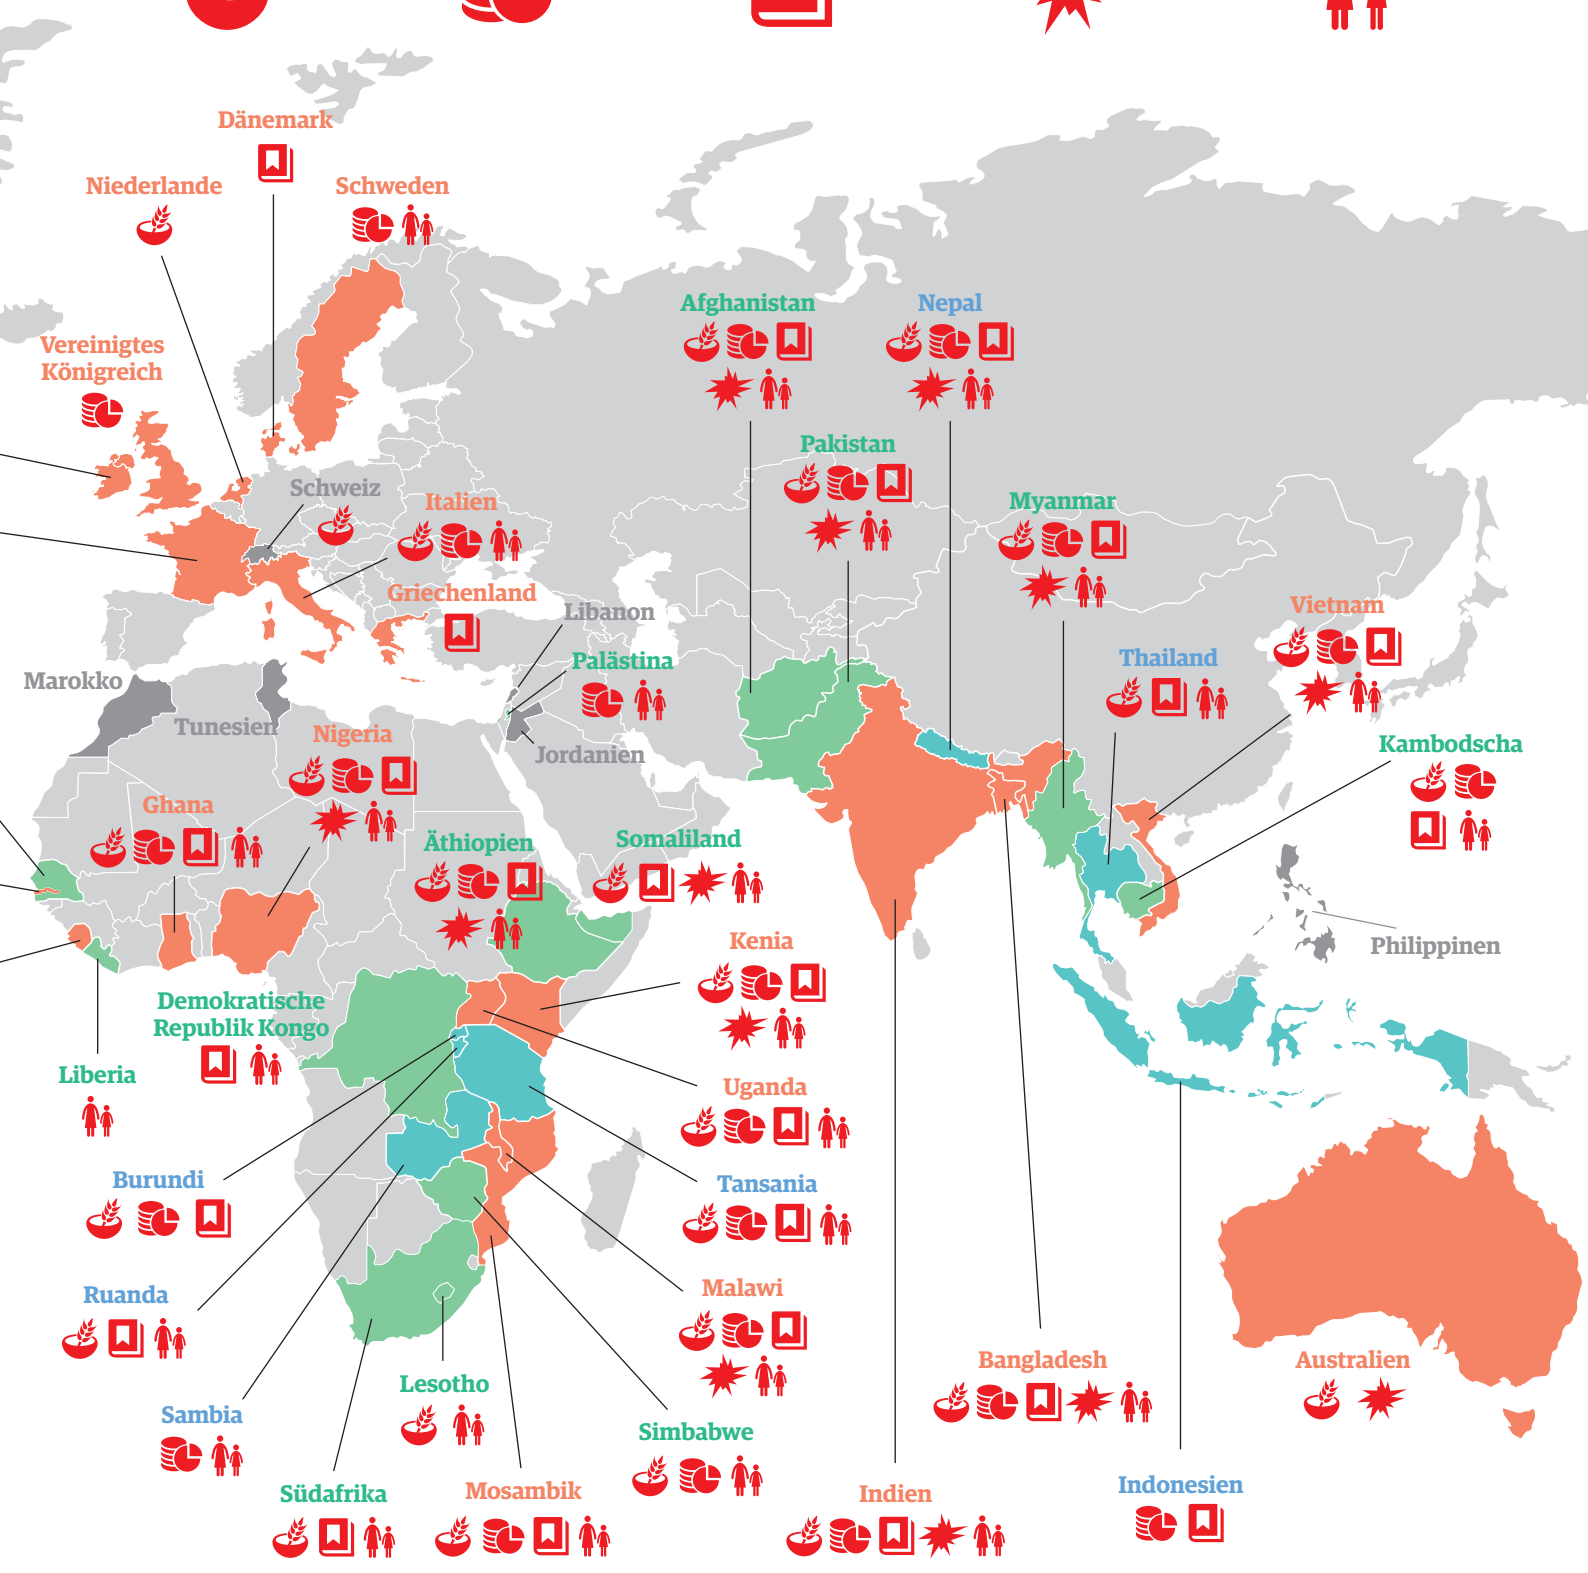 Dänemark
Niederlande
Schweden
Afghanistan
Nepal
Vereinigtes
Königreich
Pakistan
Schweiz
Italien
Myanmar
Griechenland
Libanon
Vietnam
Palästina
Thailand
Marokko
Tunesien
Nigeria
Jordanien
Kambodscha
Ghana
Äthiopien
Somaliland
Kenia
Philippinen
Demokratische
Republik Kongo
Liberia
Uganda
Burundi
Tansania
Ruanda
Malawi
Bangladesh
Australien
Lesotho
Sambia
Simbabwe
Indonesien
Südafrika
Mosambik
Indien